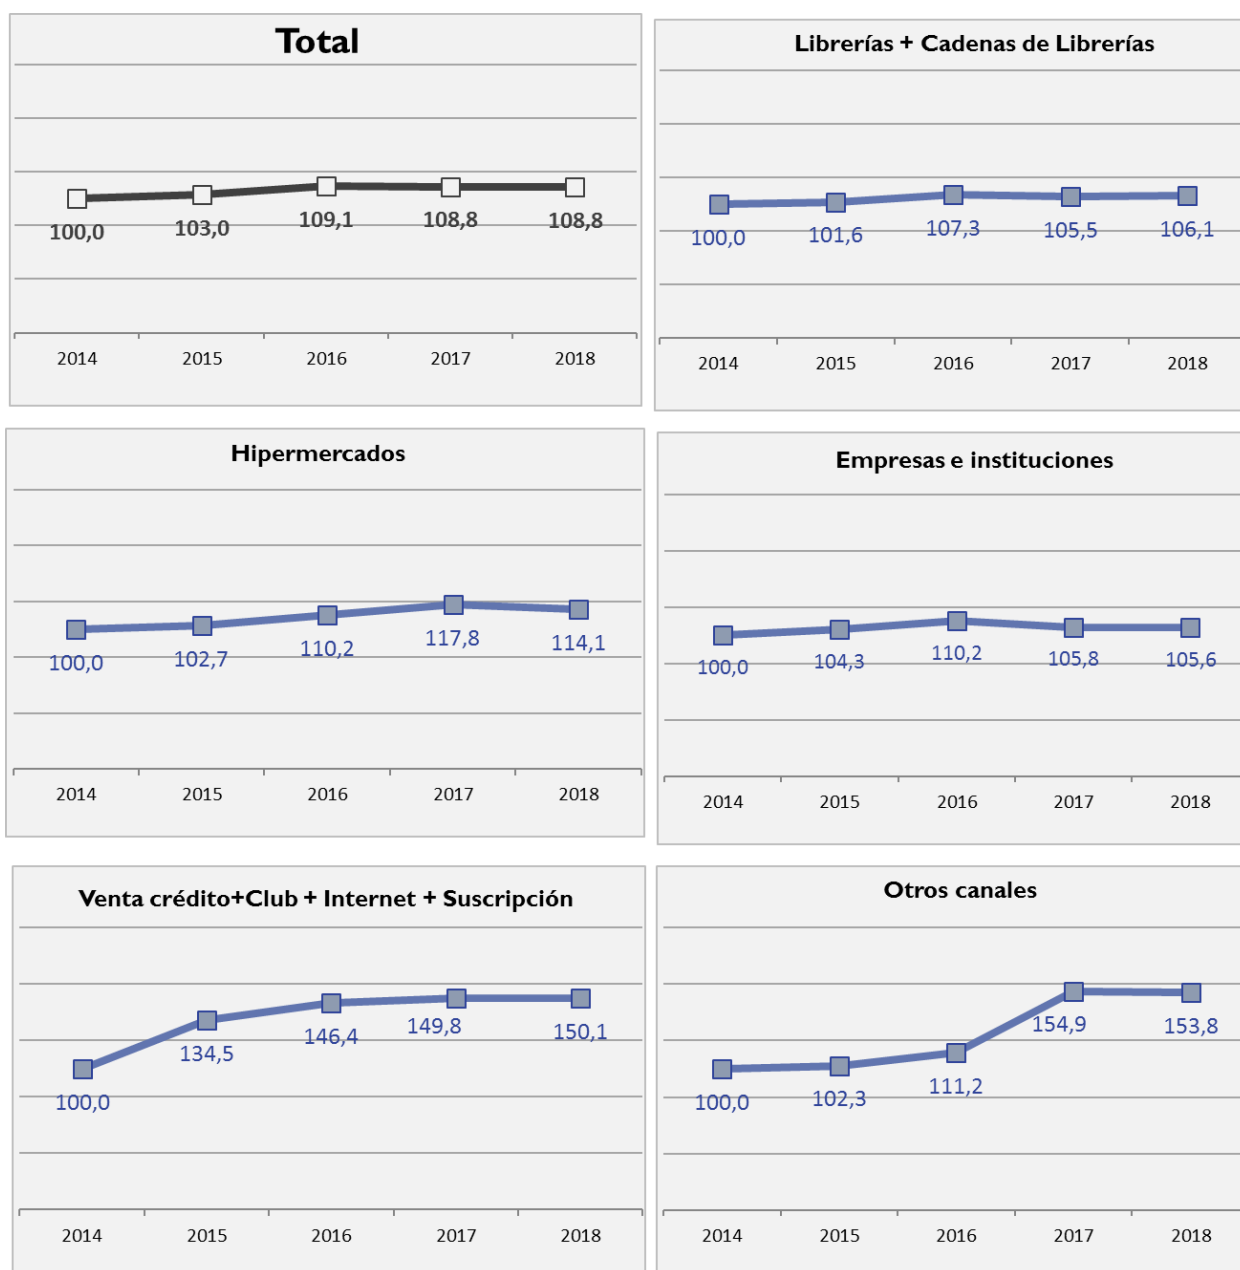 Total
100,0 103,0 109,1 108,8 108,8
2014 2015 2016 2017 2018
Librerías + Cadenas de Librerías
100,0 101,6 107,3 105,5 106,1
2014 2015 2016 2017 2018
Hipermercados
100,0 102,7 110,2 117,8 114,1
2014 2015 2016 2017 2018
Empresas e instituciones
100,0 104,3 110,2 105,8 105,6
2014 2015 2016 2017 2018
Venta crédito+Club + Internet + Suscripción
100,0 134,5 146,4 149,8 150,1
2014 2015 2016 2017 2018
Otros canales
100,0 102,3 111,2 154,9 153,8
2014 2015 2016 2017 2018